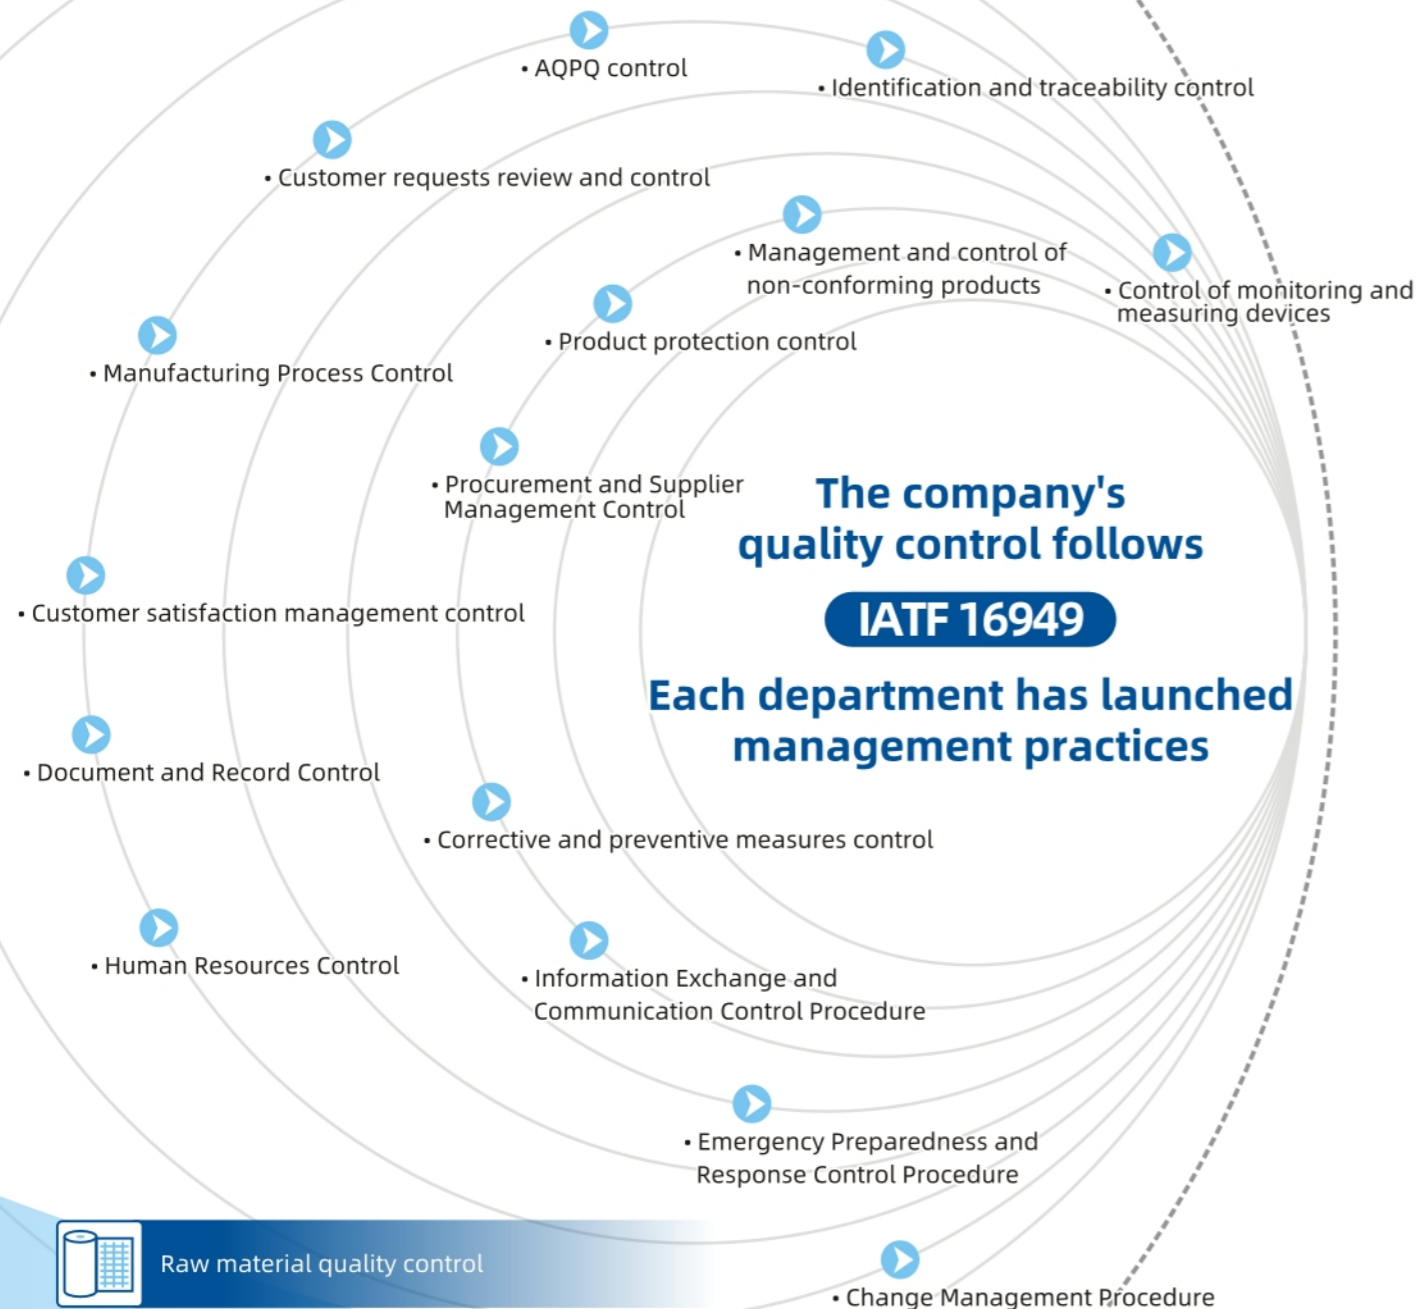 • AQPQ control
• Identification and traceability control
• Customer requests review and control
• Management and control of
non-conforming products
• Control of monitoring and
measuring devices
• Product protection control
• Manufacturing Process Control
• Procurement and Supplier
Management Control
The company's
quality control follows
IATF 16949
Each department has launched
management practices
• Customer satisfaction management control
• Document and Record Control
• Corrective and preventive measures control
• Human Resources Control
• Information Exchange and
Communication Control Procedure
• Emergency Preparedness and
Response Control Procedure
Raw material quality control
• Change Management Procedure